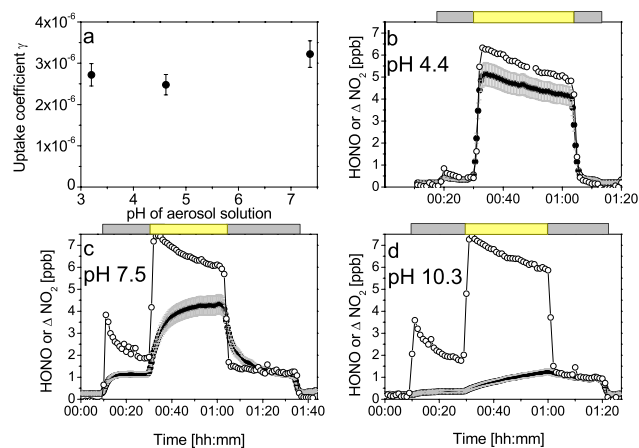 a
Uptake coefficient γ
4x10⁻⁶
3x10⁻⁶
2x10⁻⁶
1x10⁻⁶
0
3 4 5 6 7
pH of aerosol solution
b
pH 4.4
HONO or Δ NO₂ [ppb]
7
6
5
4
3
2
1
0
00:20 00:40 01:00 01:20
c
pH 7.5
HONO or Δ NO₂ [ppb]
7
6
5
4
3
2
1
0
00:00 00:20 00:40 01:00 01:20 01:40
Time [hh:mm]
d
pH 10.3
HONO or Δ NO₂ [ppb]
7
6
5
4
3
2
1
0
00:00 00:20 00:40 01:00 01:20
Time [hh:mm]